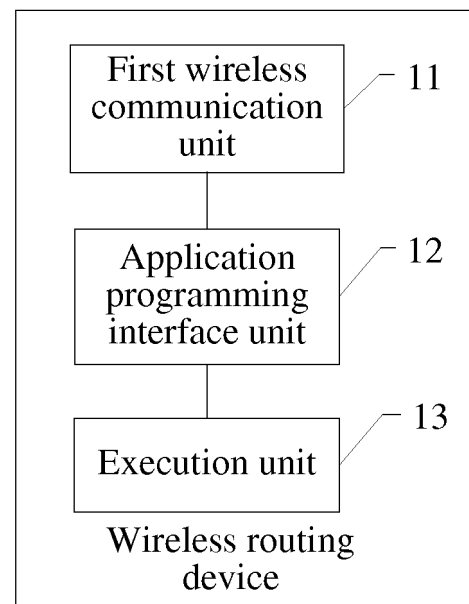 First wireless
communication
unit
11
Application
programming
interface unit
12
Execution unit
13
Wireless routing
device